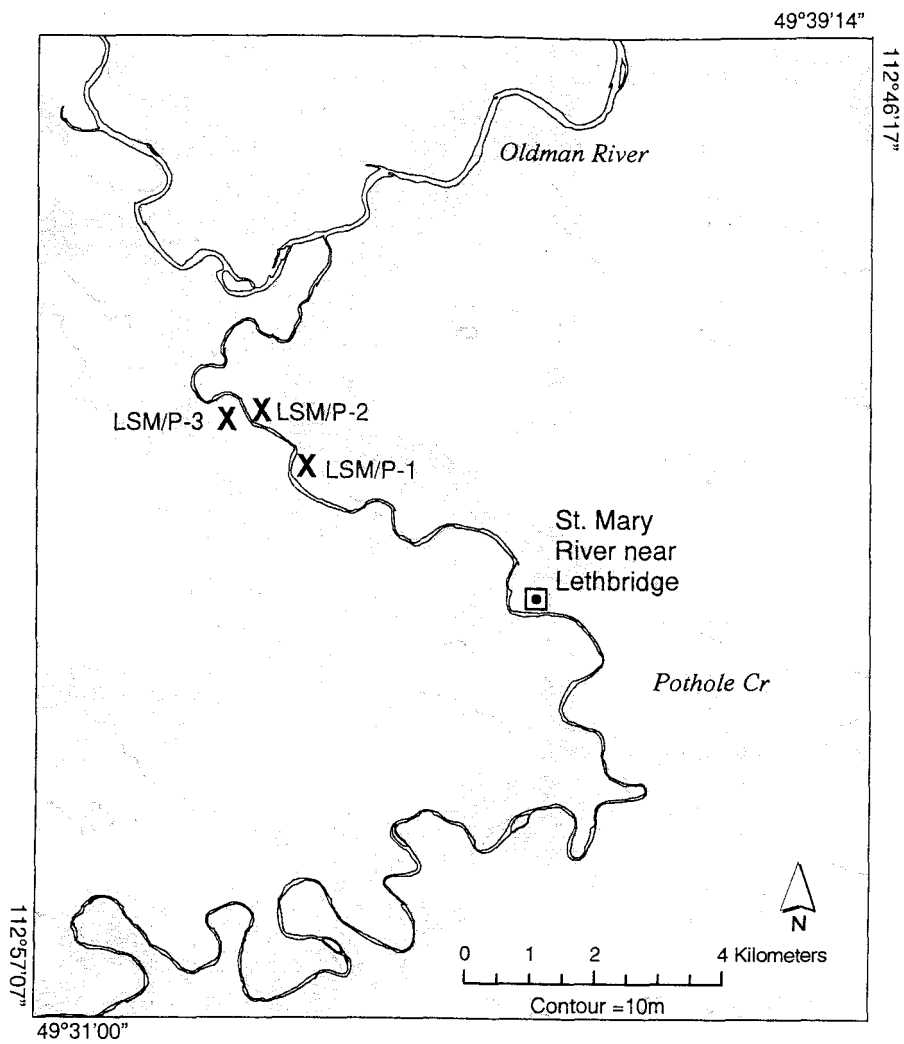 49°39'14"
112°46'17"
Oldman River
LSM/P-3
LSM/P-2
LSM/P-1
St. Mary
River near
Lethbridge
Pothole Cr
N
0 1 2 4 Kilometers
Contour =10m
112°57'07"
49°31'00"